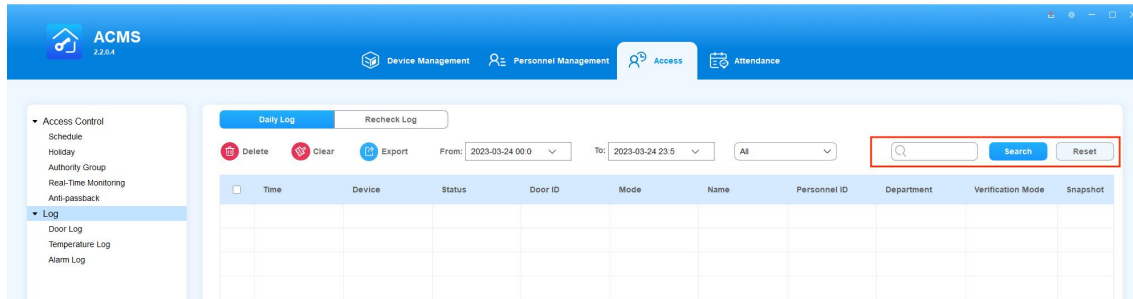 ACMS
2.2.0.4
Device Management Personnel Management Access Attendance
Access Control
Schedule
Holiday
Authority Group
Real-Time Monitoring
Anti-passback
Log
Door Log
Temperature Log
Alarm Log
Daily Log Recheck Log
Delete Clear Export From: 2023-03-24 00:0 To: 2023-03-24 23:5 All Search Reset
Time Device Status Door ID Mode Name Personnel ID Department Verification Mode Snapshot